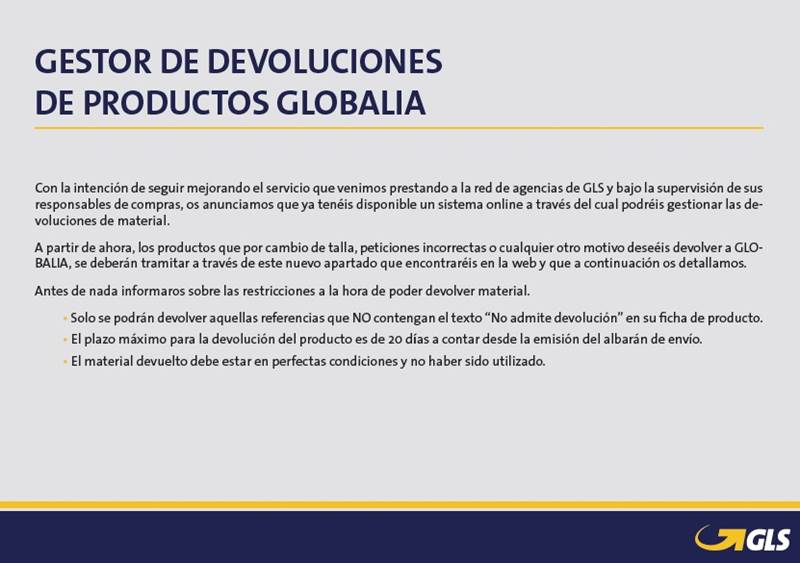 GESTOR DE DEVOLUCIONES
DE PRODUCTOS GLOBALIA
Con la intención de seguir mejorando el servicio que venimos prestando a la red de agencias de GLS y bajo la supervisión de sus
responsables de compras, os anunciamos que ya tenéis disponible un sistema online a través del cual podréis gestionar las de-
voluciones de material.
A partir de ahora, los productos que por cambio de talla, peticiones incorrectas o cualquier otro motivo deseéis devolver a GLO-
BALIA, se deberán tramitar a través de este nuevo apartado que encontraréis en la web y que a continuación os detallamos.
Antes de nada informaros sobre las restricciones a la hora de poder devolver material.
• Solo se podrán devolver aquellas referencias que NO contengan el texto “No admite devolución” en su ficha de producto.
• El plazo máximo para la devolución del producto es de 20 días a contar desde la emisión del albarán de envío.
• El material devuelto debe estar en perfectas condiciones y no haber sido utilizado.
GLS